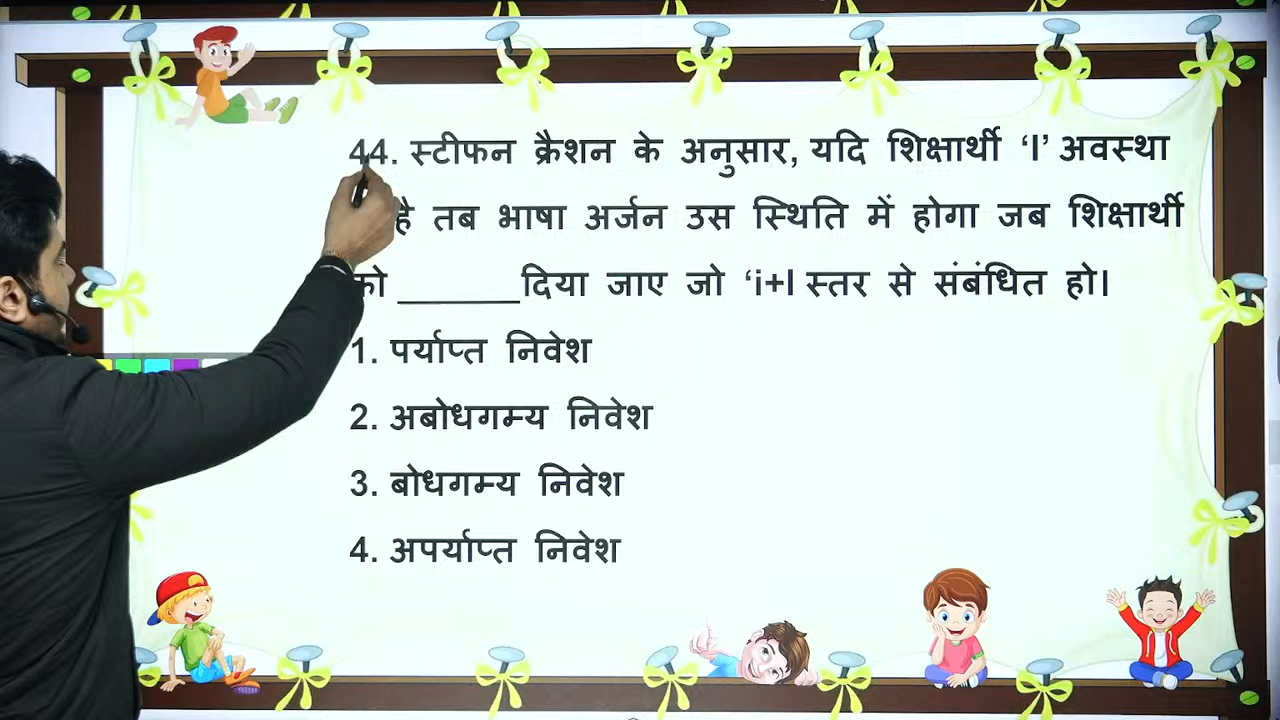 44. स्टीफन क्रैशन के अनुसार, यदि शिक्षार्थी ‘I’ अवस्था
है तब भाषा अर्जन उस स्थिति में होगा जब शिक्षार्थी
को ______ दिया जाए जो ‘i+I स्तर से संबंधित हो।
1. पर्याप्त निवेश
2. अबोधगम्य निवेश
3. बोधगम्य निवेश
4. अपर्याप्त निवेश